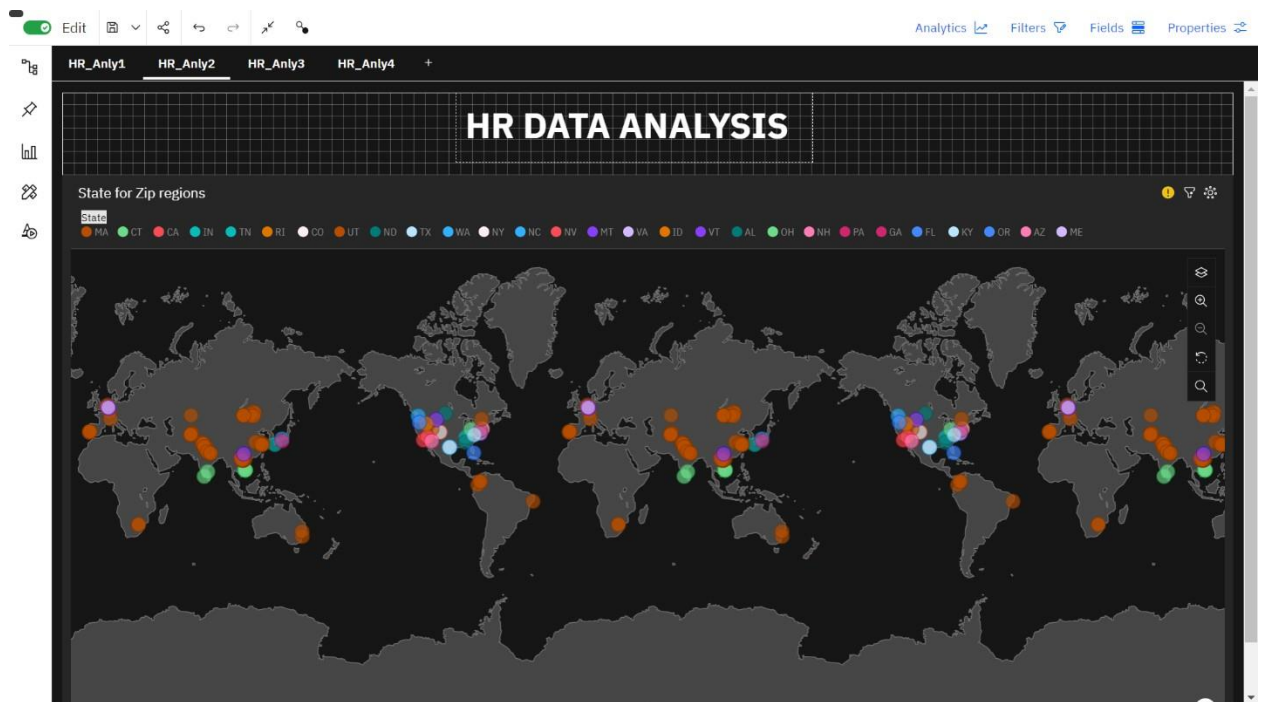 Edit Analytics Filters Fields Properties
HR_Anly1 HR_Anly2 HR_Anly3 HR_Anly4 +
HR DATA ANALYSIS
State for Zip regions
State
MA CT CA IN TN RI CO UT ND TX WA NY NC NV MT VA ID VT AL OH NH PA GA FL KY OR AZ ME